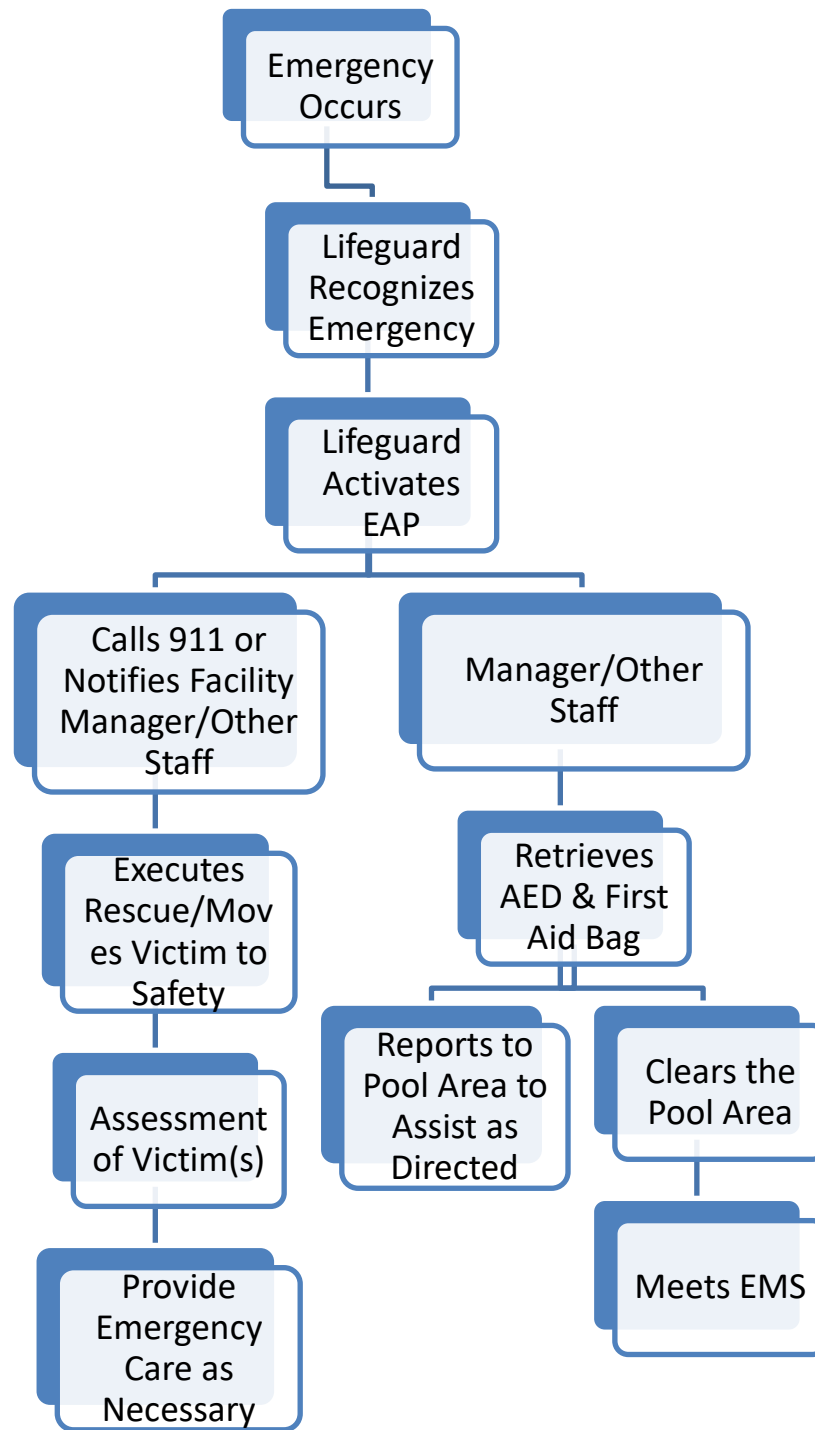 Emergency
Occurs
Lifeguard
Recognizes
Emergency
Lifeguard
Activates
EAP
Calls 911 or
Notifies Facility
Manager/Other
Staff
Manager/Other
Staff
Executes
Rescue/Mov
es Victim to
Safety
Retrieves
AED & First
Aid Bag
Reports to
Pool Area to
Assist as
Directed
Clears the
Pool Area
Assessment
of Victim(s)
Meets EMS
Provide
Emergency
Care as
Necessary